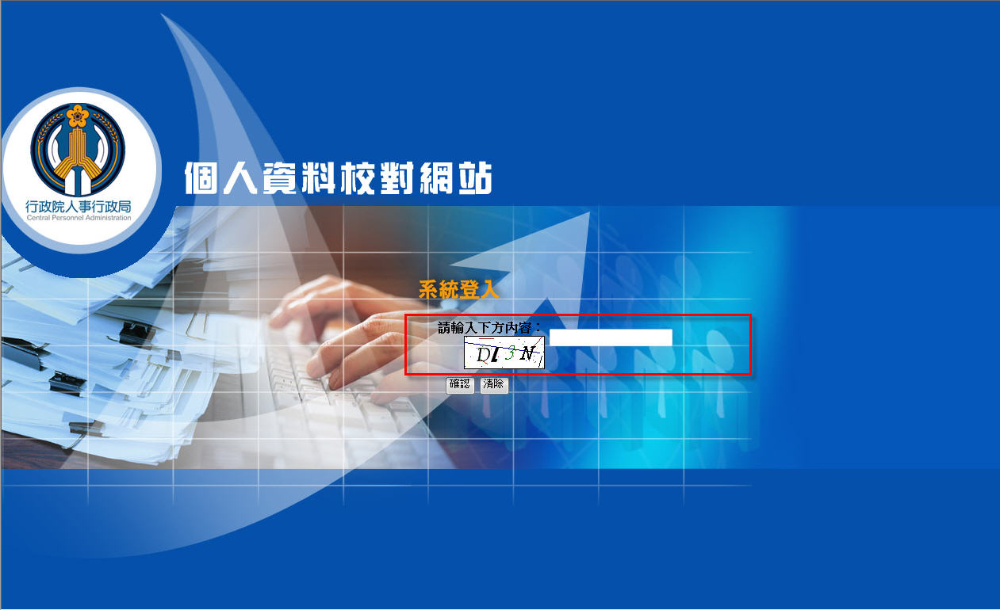 行政院人事行政局
Central Personnel Administration
個人資料校對網站
系統登入
請輸入下方內容：
確認 清除